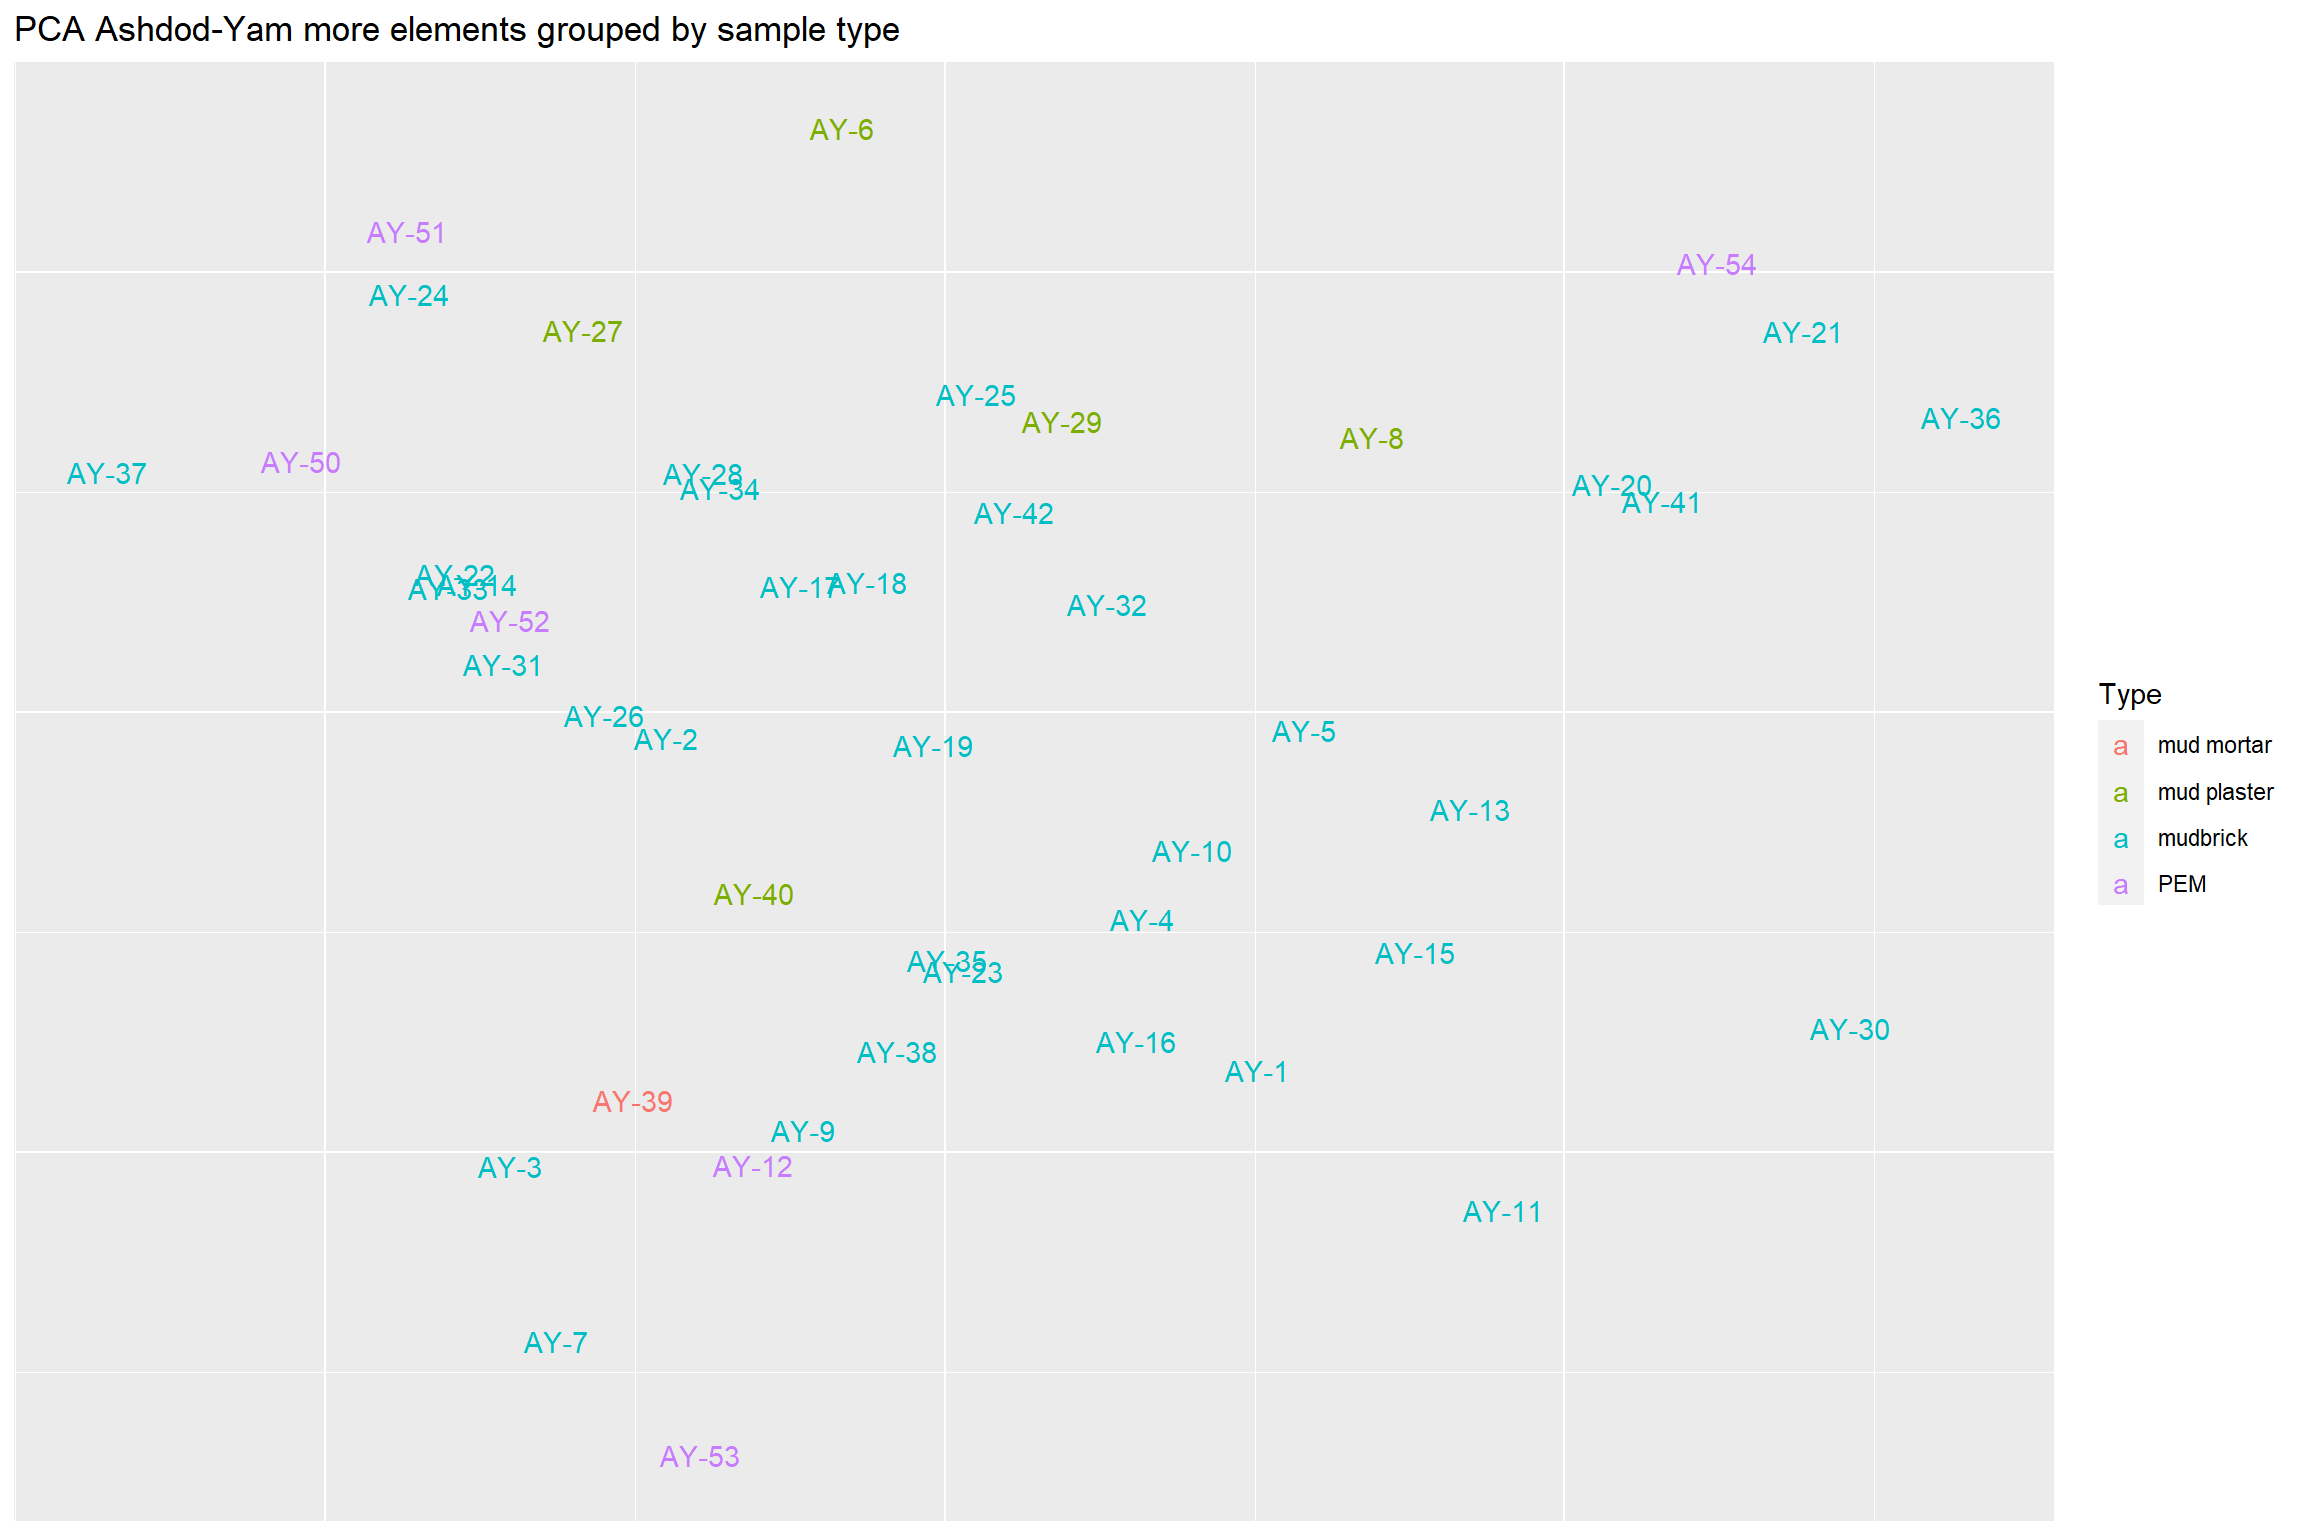 PCA Ashdod-Yam more elements grouped by sample type
AY-6
AY-51
AY-54
AY-24
AY-27
AY-21
AY-25
AY-29
AY-36
AY-8
AY-50
AY-37
AY-28
AY-34
AY-20
AY-41
AY-42
AY-22
AY-14
AY-33
AY-17
AY-18
AY-32
AY-52
AY-31
AY-26
AY-2
AY-19
AY-5
AY-13
AY-10
AY-40
AY-4
AY-15
AY-35
AY-23
AY-30
AY-16
AY-38
AY-1
AY-39
AY-9
AY-3
AY-12
AY-11
AY-7
AY-53
Type
a mud mortar
a mud plaster
a mudbrick
a PEM